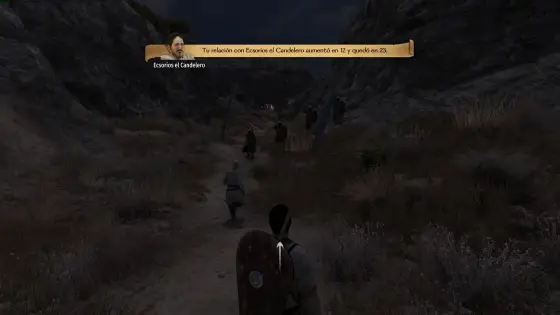 Tu relación con Ecsorios el Candelero aumentó en 12 y quedó en 23.
Ecsorios el Candelero